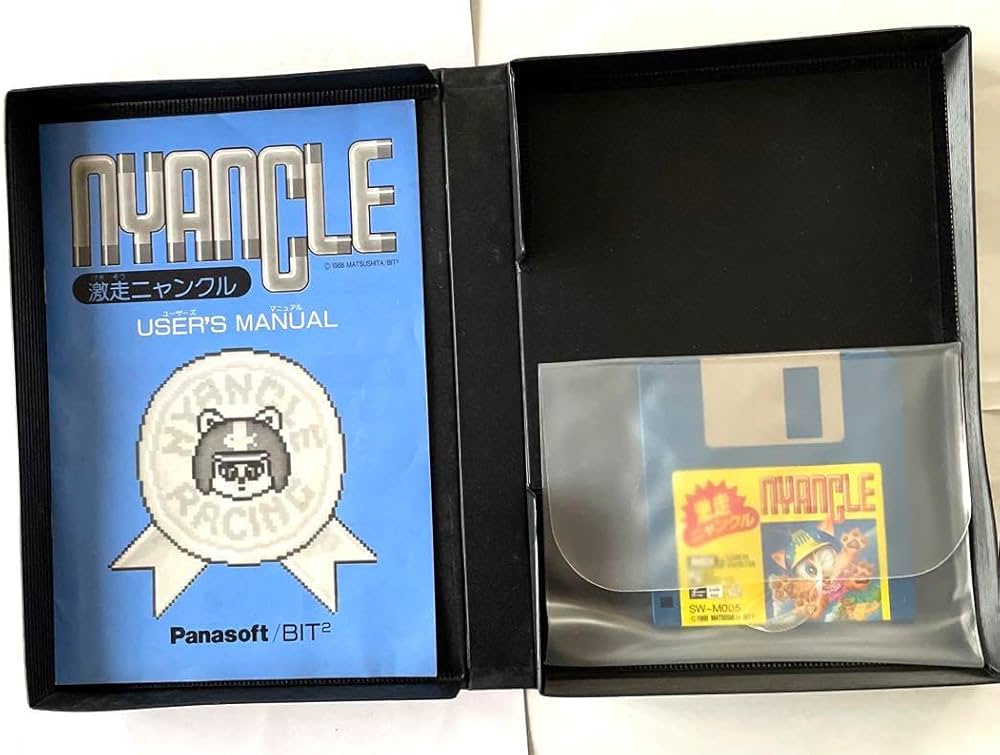 NYANCLE
© 1988 MATSUSHITA/BIT²
げき そう
激走ニャンクル
ユーザーズ マニュアル
USER'S MANUAL
NYANCLE
RACING
Panasoft/BIT²
激走
ニャンクル
NYANCLE
SW-M005
© 1988 MATSUSHITA/BIT²